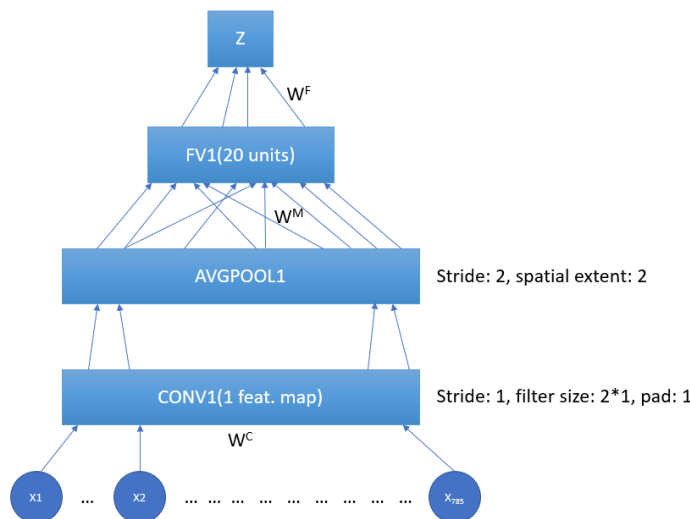 Z
W^F
FV1(20 units)
W^M
AVGPOOL1 Stride: 2, spatial extent: 2
CONV1(1 feat. map) Stride: 1, filter size: 2*1, pad: 1
W^C
X1 ... X2 ... ... ... ... ... ... ... ... ... X₇₈₅